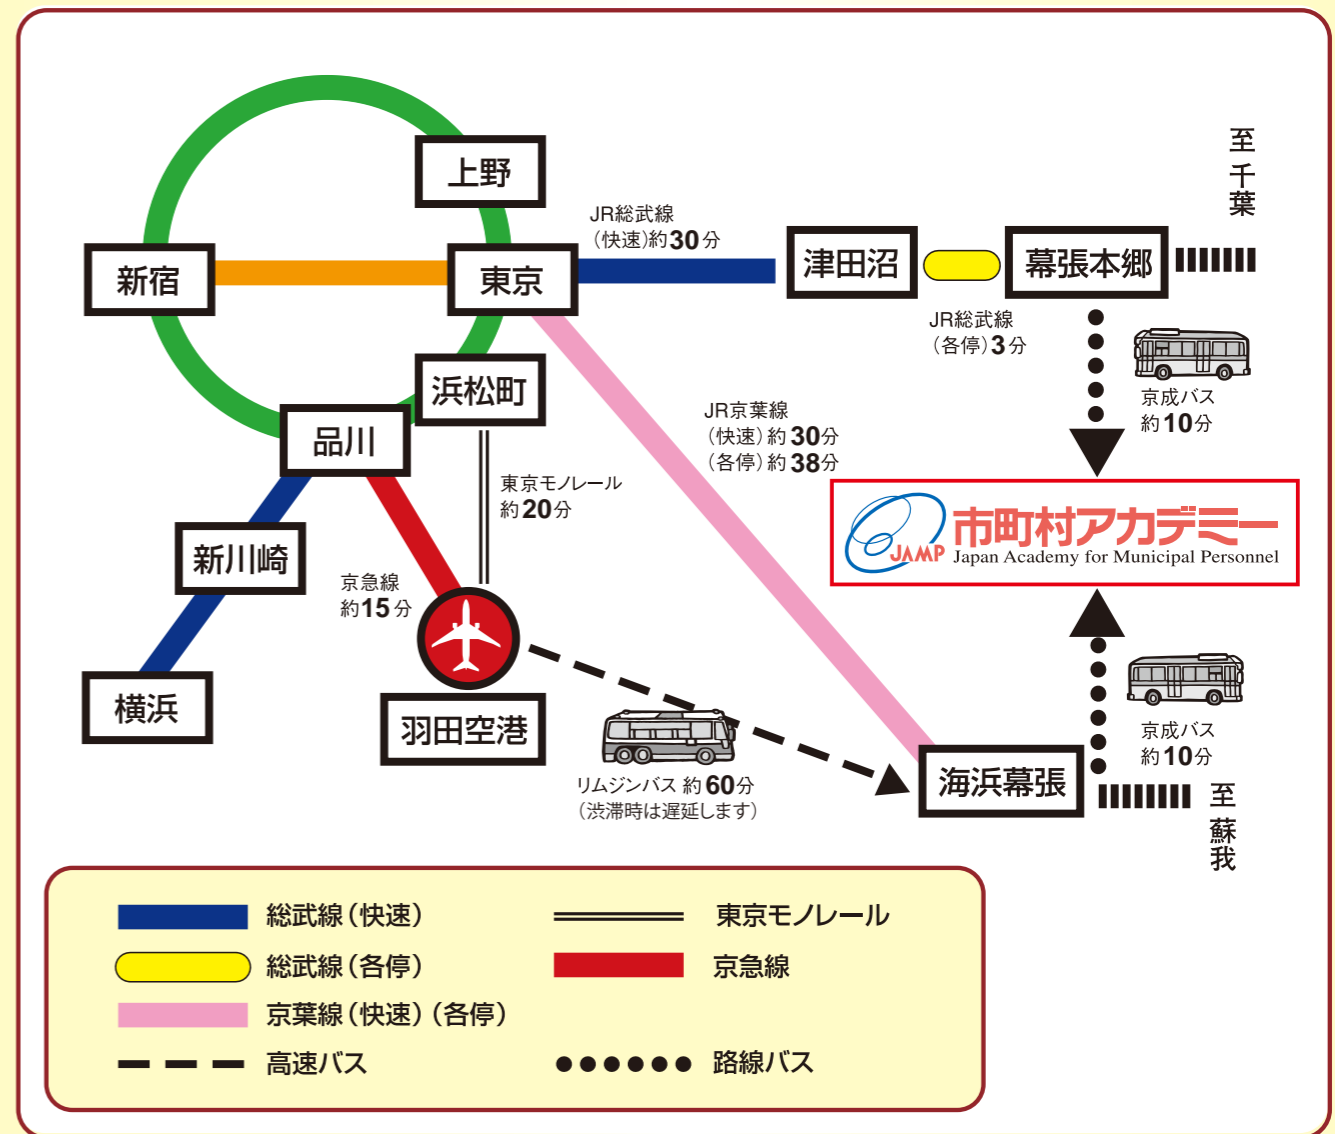 上野
至千葉
JR総武線
（快速）約30分
新宿
東京
津田沼
幕張本郷
JR総武線
（各停）3分
京成バス
約10分
浜松町
品川
JR京葉線
（快速）約30分
（各停）約38分
東京モノレール
約20分
JAMP
市町村アカデミー
Japan Academy for Municipal Personnel
新川崎
京急線
約15分
横浜
羽田空港
リムジンバス 約60分
（渋滞時は遅延します）
海浜幕張
京成バス
約10分
至蘇我
総武線（快速）
東京モノレール
総武線（各停）
京急線
京葉線（快速）（各停）
高速バス
路線バス